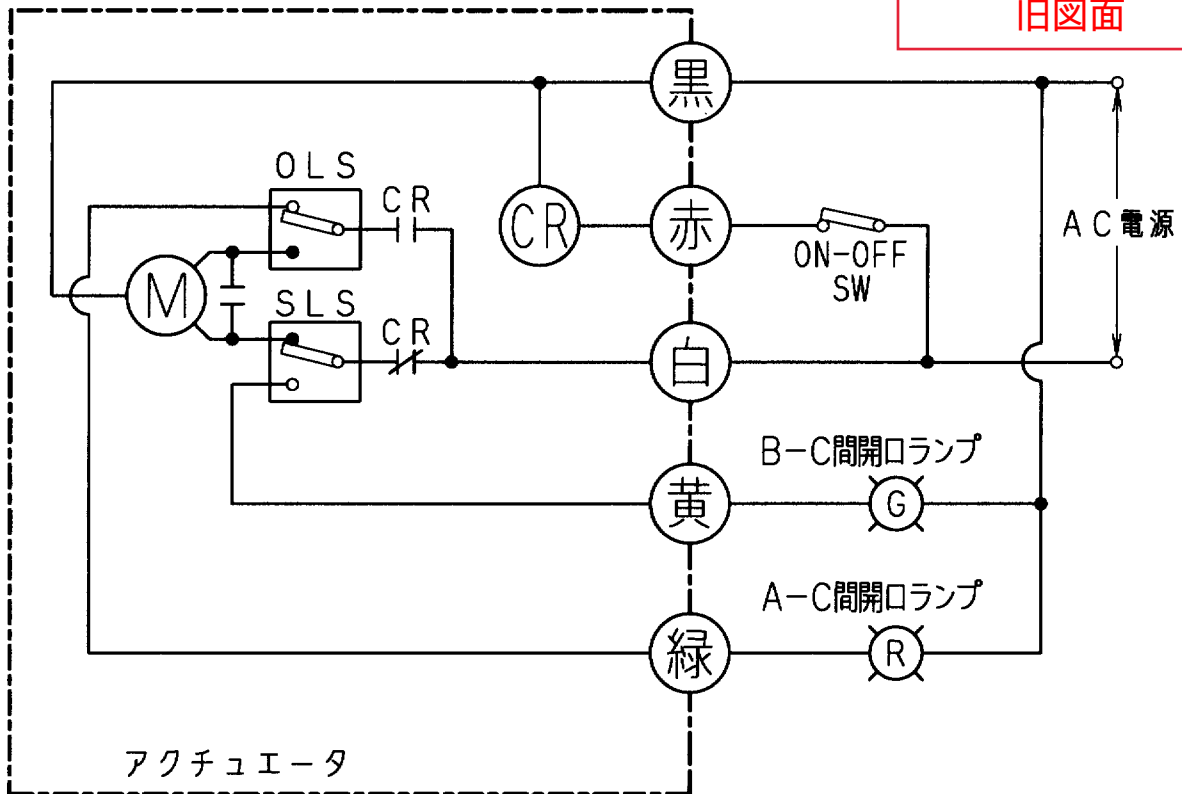 旧図面
黒
OLS
CR
CR
赤
ON-OFF
SW
AC電源
M
SLS
CR
白
B-C間開口ランプ
黄
G
A-C間開口ランプ
緑
R
アクチュエータ